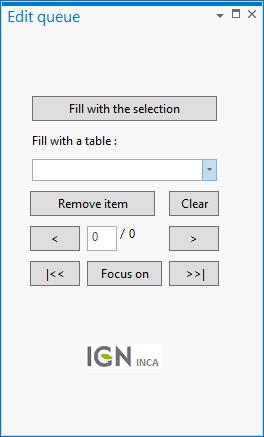 Edit queue
Fill with the selection
Fill with a table :
Remove item
Clear
<
0
/ 0
>
|<<
Focus on
>>|
IGN INCA